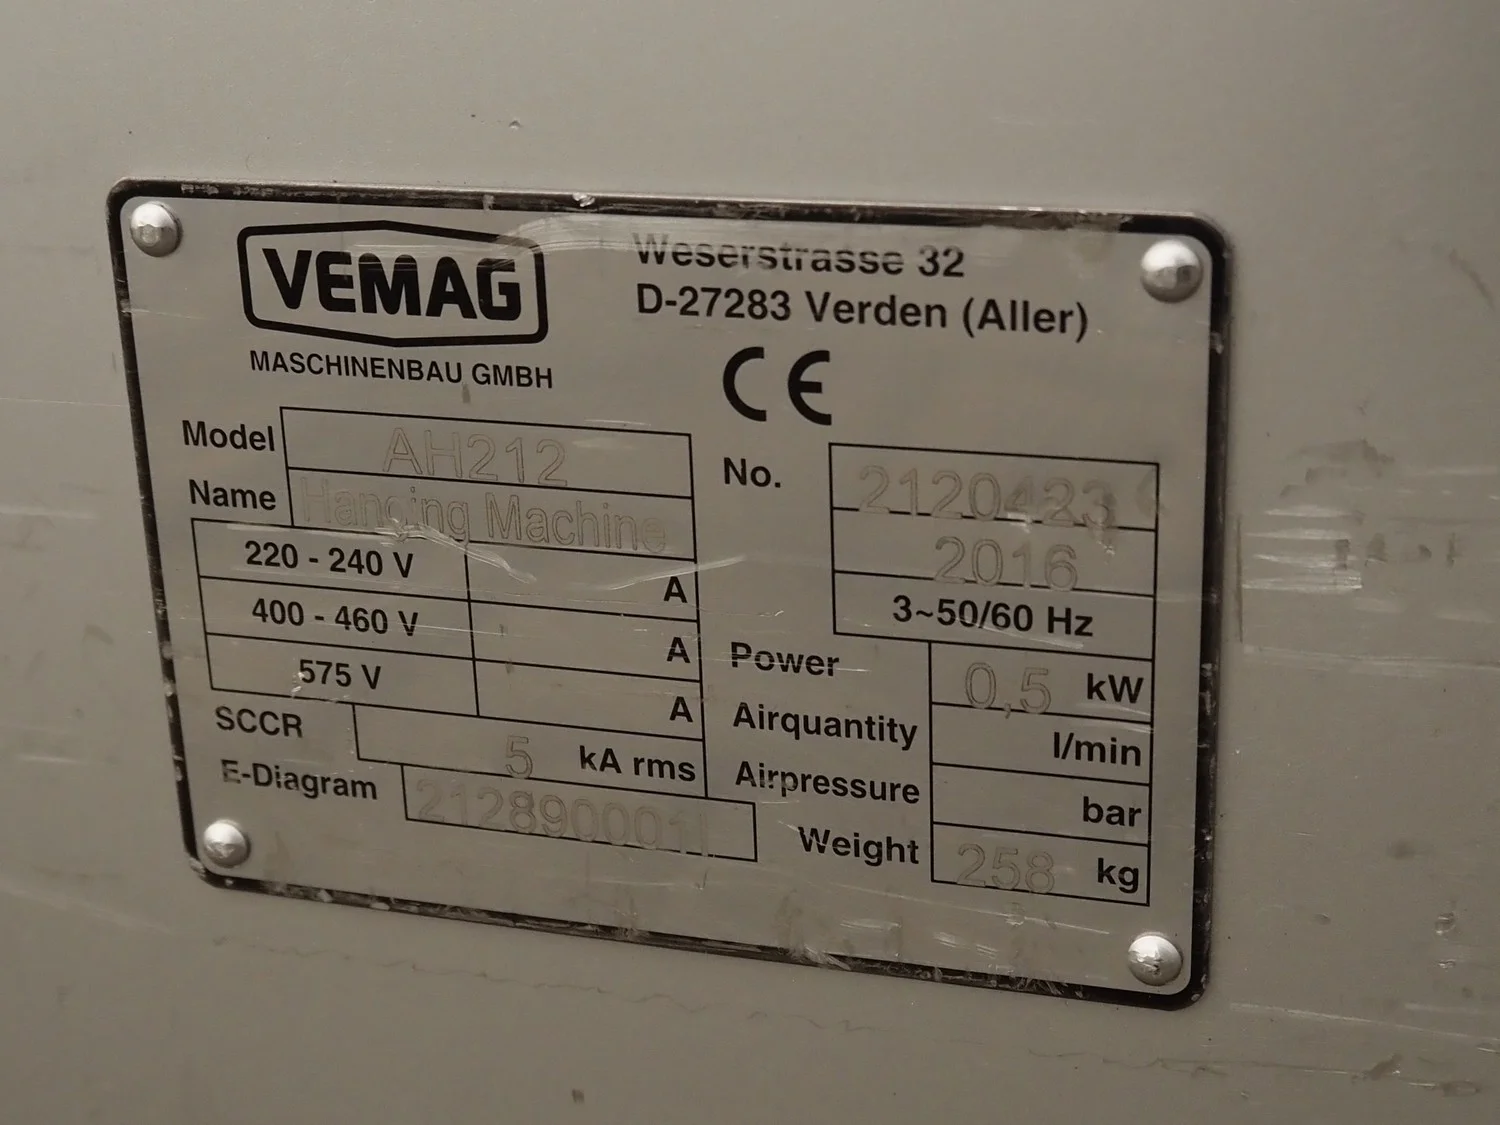 VEMAG
MASCHINENBAU GMBH
Weserstrasse 32
D-27283 Verden (Aller)
CE
Model AH212
Name Hanging Machine
No. 2120423
2016
3~50/60 Hz
220 - 240 V A
400 - 460 V A
575 V A
SCCR 5 kA rms
E-Diagram
Power 0,5 kW
Airquantity l/min
Airpressure bar
Weight 258 kg